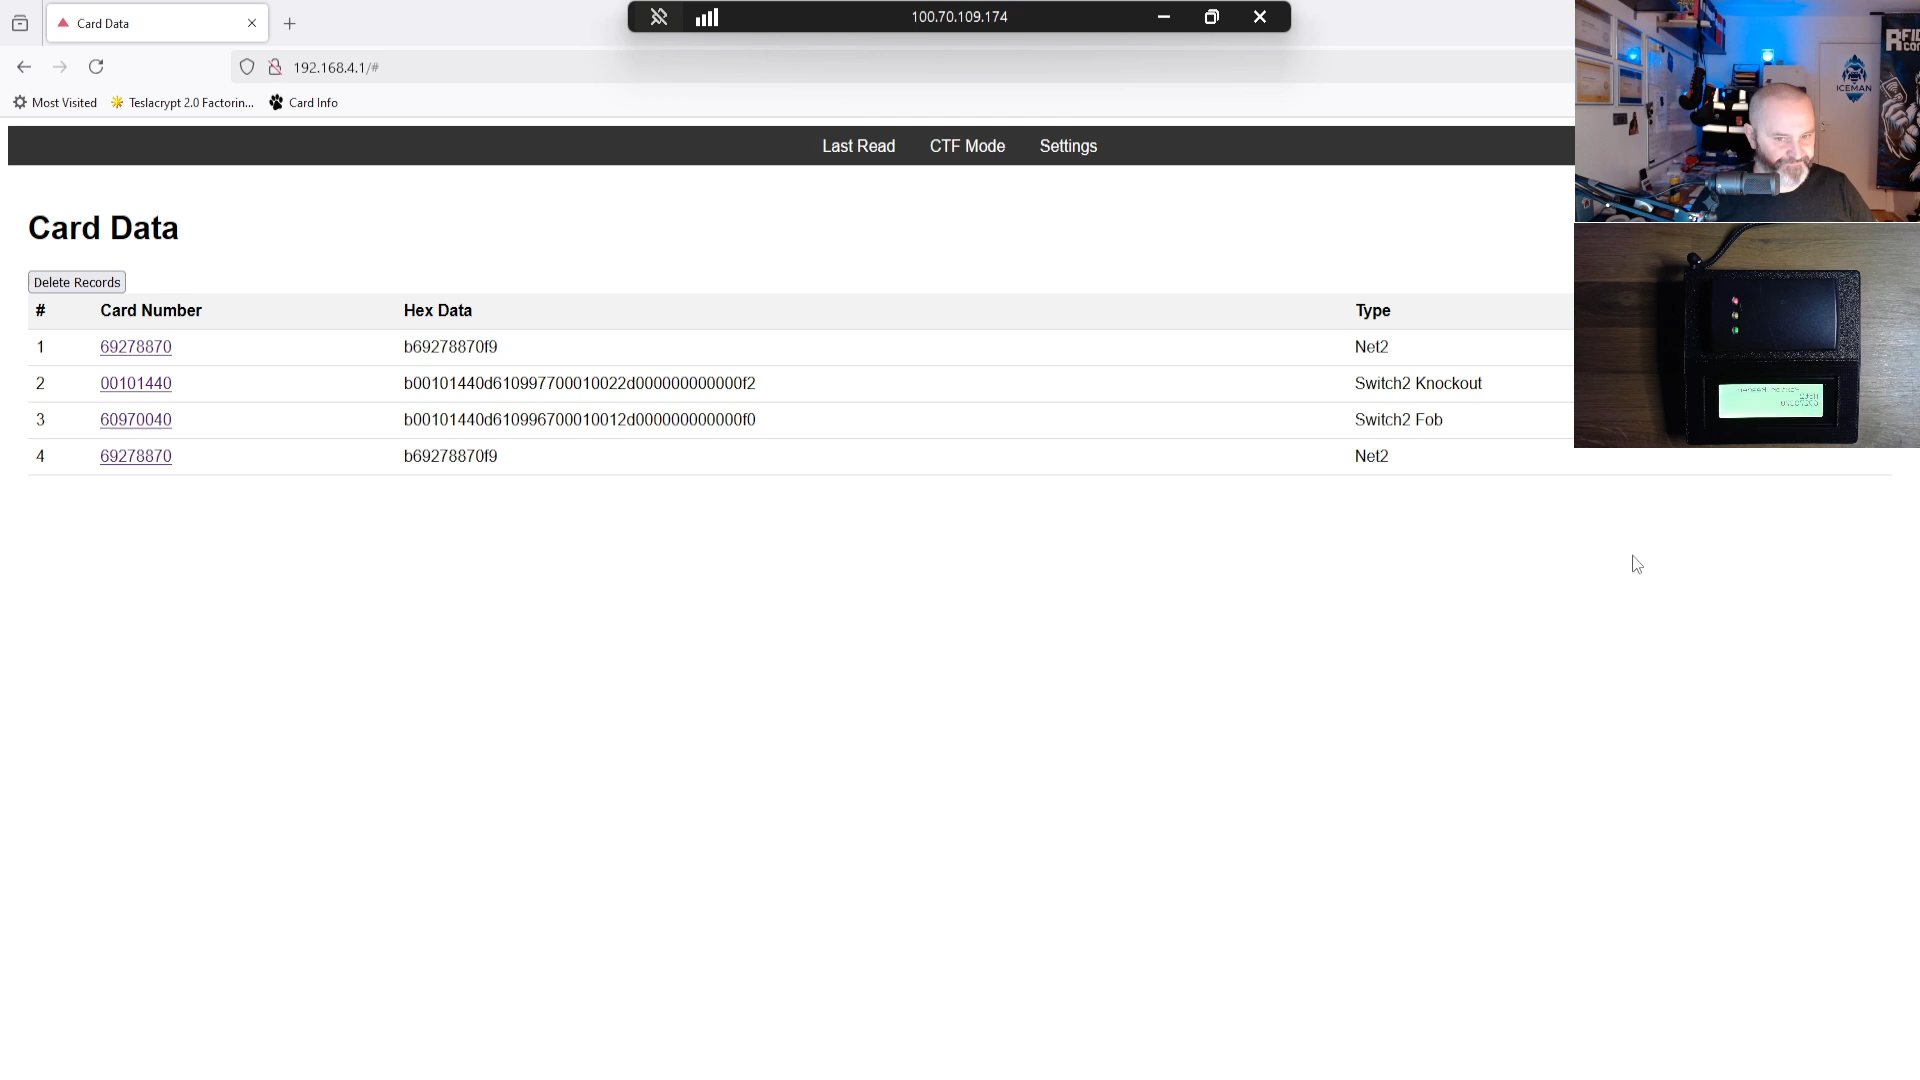 Card Data
100.70.109.174
192.168.4.1/#
Most Visited
Teslacrypt 2.0 Factorin...
Card Info
Last Read
CTF Mode
Settings
Card Data
Delete Records
# Card Number Hex Data Type
1 69278870 b69278870f9 Net2
2 00101440 b00101440d610997700010022d000000000000f2 Switch2 Knockout
3 60970040 b00101440d610996700010012d000000000000f0 Switch2 Fob
4 69278870 b69278870f9 Net2
ICEMAN